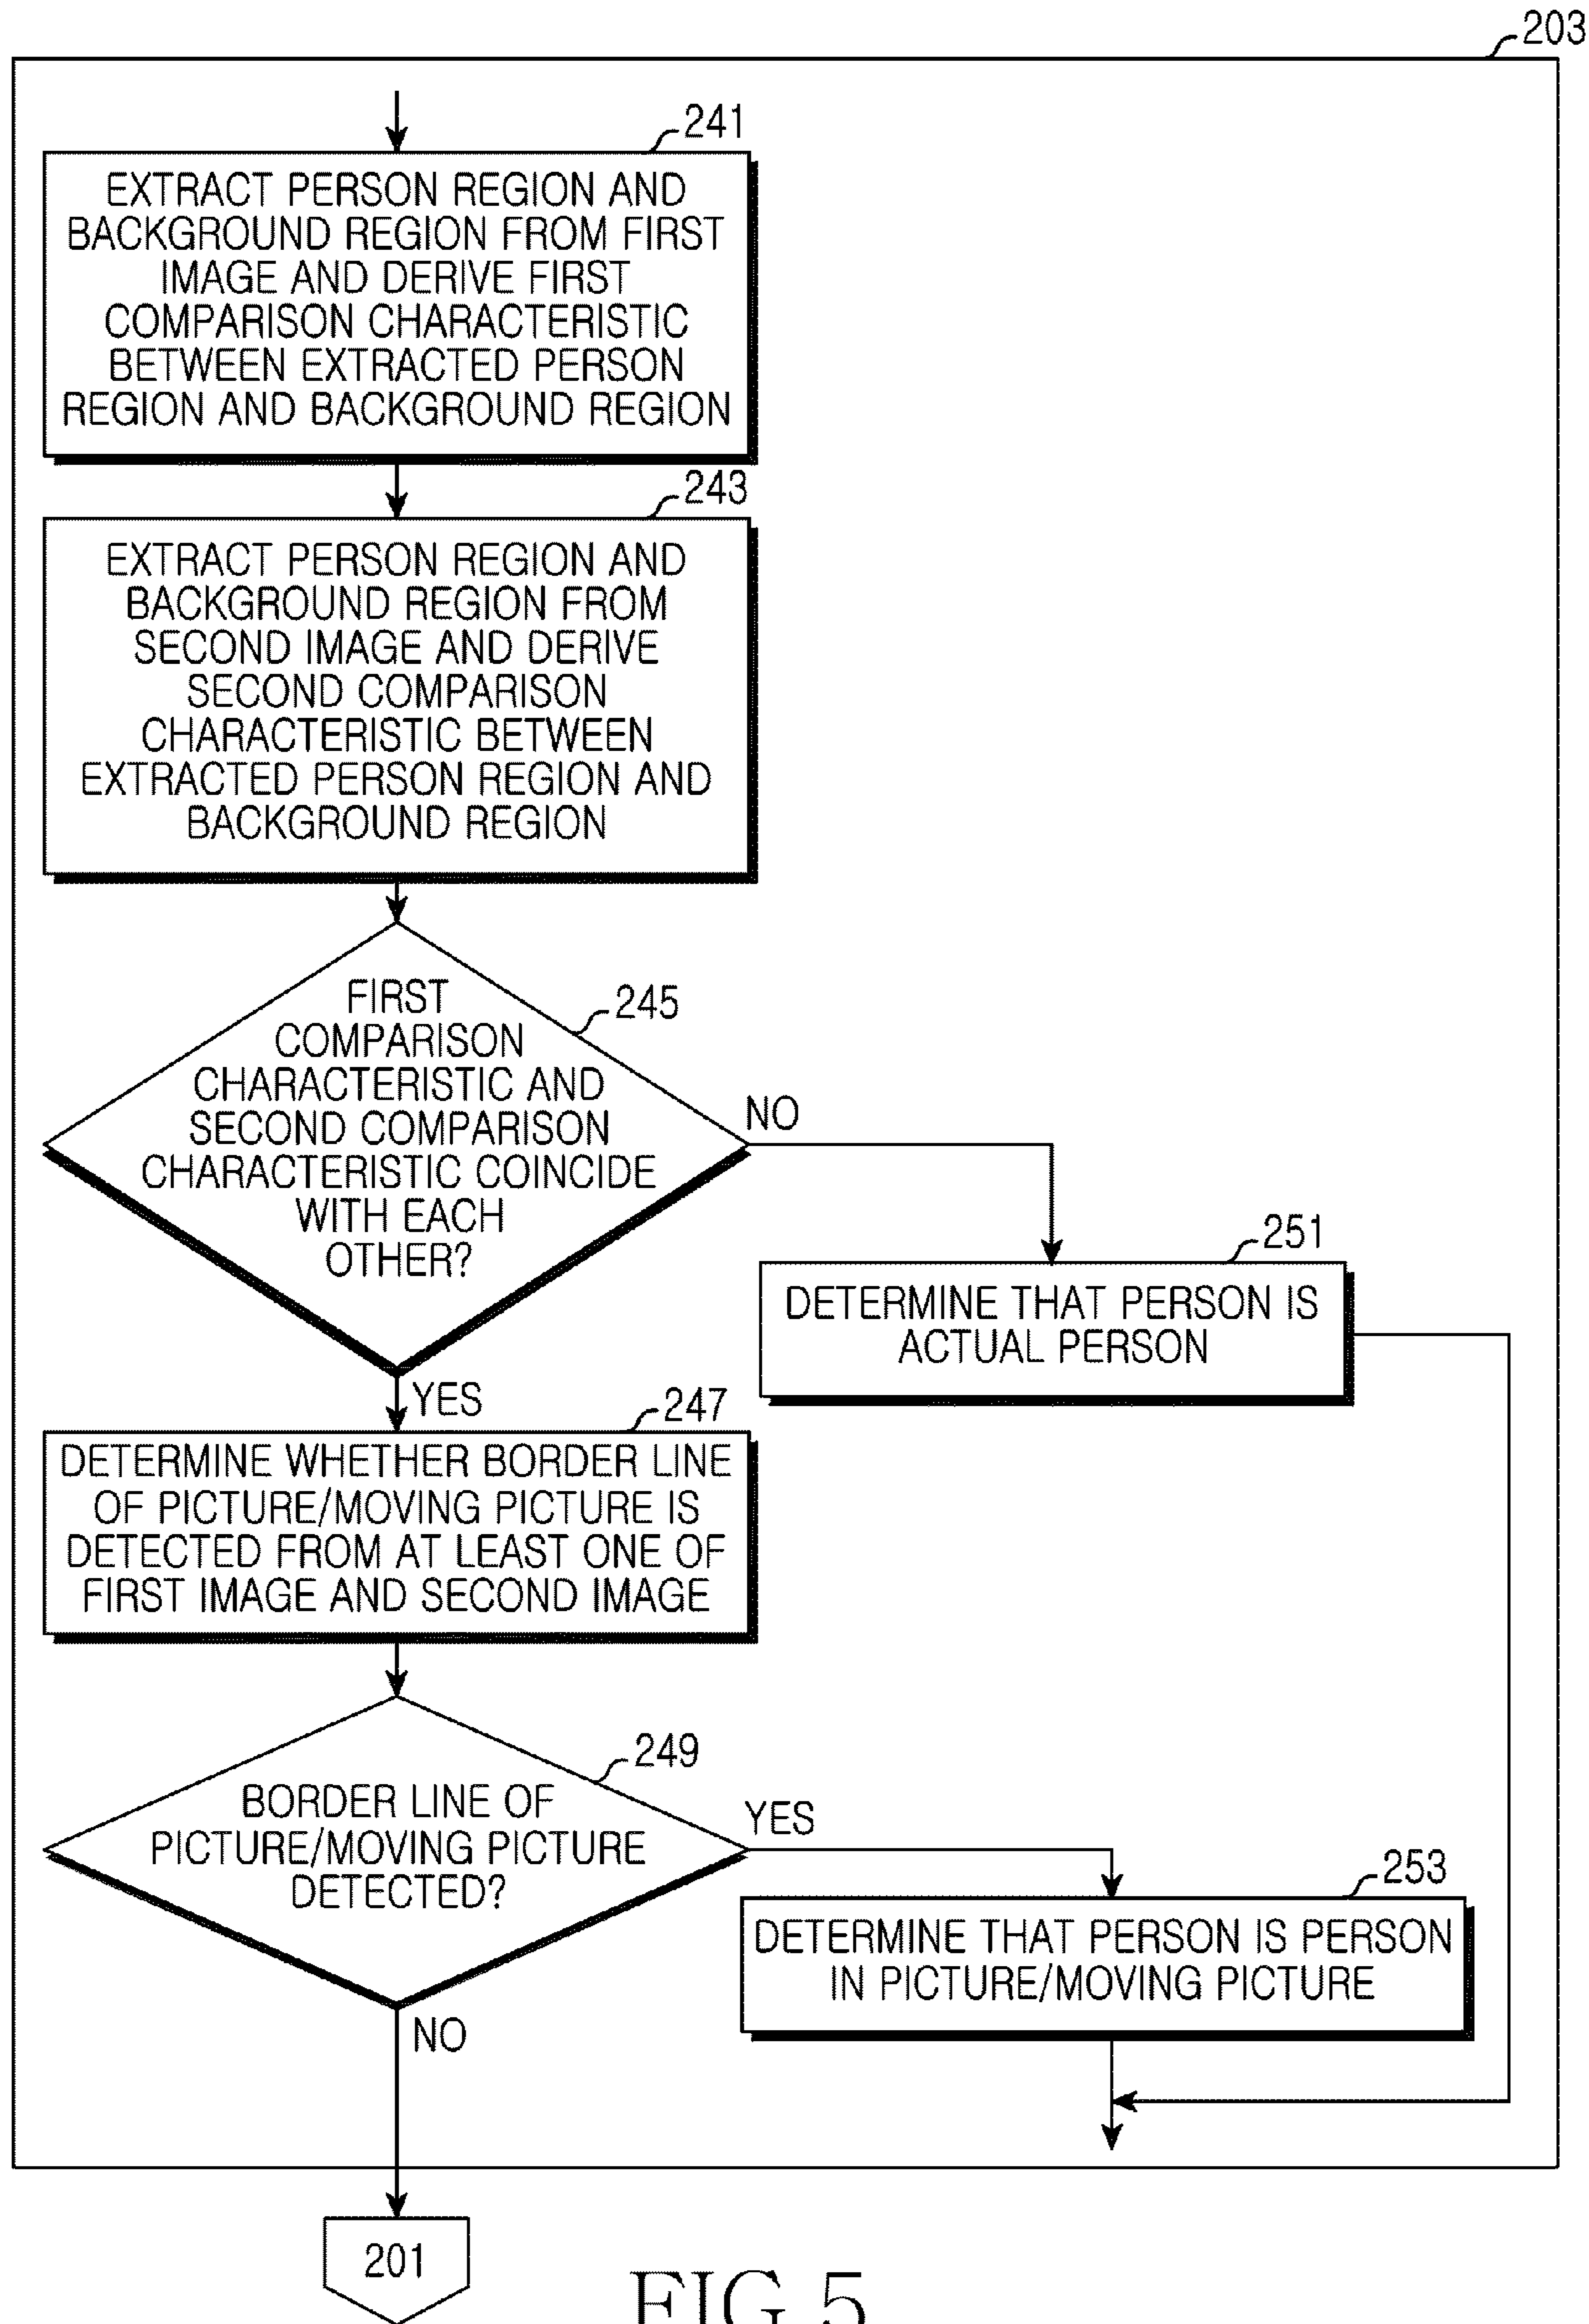 203
241
EXTRACT PERSON REGION AND
BACKGROUND REGION FROM FIRST
IMAGE AND DERIVE FIRST
COMPARISON CHARACTERISTIC
BETWEEN EXTRACTED PERSON
REGION AND BACKGROUND REGION
243
EXTRACT PERSON REGION AND
BACKGROUND REGION FROM
SECOND IMAGE AND DERIVE
SECOND COMPARISON
CHARACTERISTIC BETWEEN
EXTRACTED PERSON REGION AND
BACKGROUND REGION
245
FIRST
COMPARISON
CHARACTERISTIC AND
SECOND COMPARISON
CHARACTERISTIC COINCIDE
WITH EACH
OTHER?
NO
251
DETERMINE THAT PERSON IS
ACTUAL PERSON
YES
247
DETERMINE WHETHER BORDER LINE
OF PICTURE/MOVING PICTURE IS
DETECTED FROM AT LEAST ONE OF
FIRST IMAGE AND SECOND IMAGE
249
BORDER LINE OF
PICTURE/MOVING PICTURE
DETECTED?
YES
253
DETERMINE THAT PERSON IS PERSON
IN PICTURE/MOVING PICTURE
NO
201
FIG.5